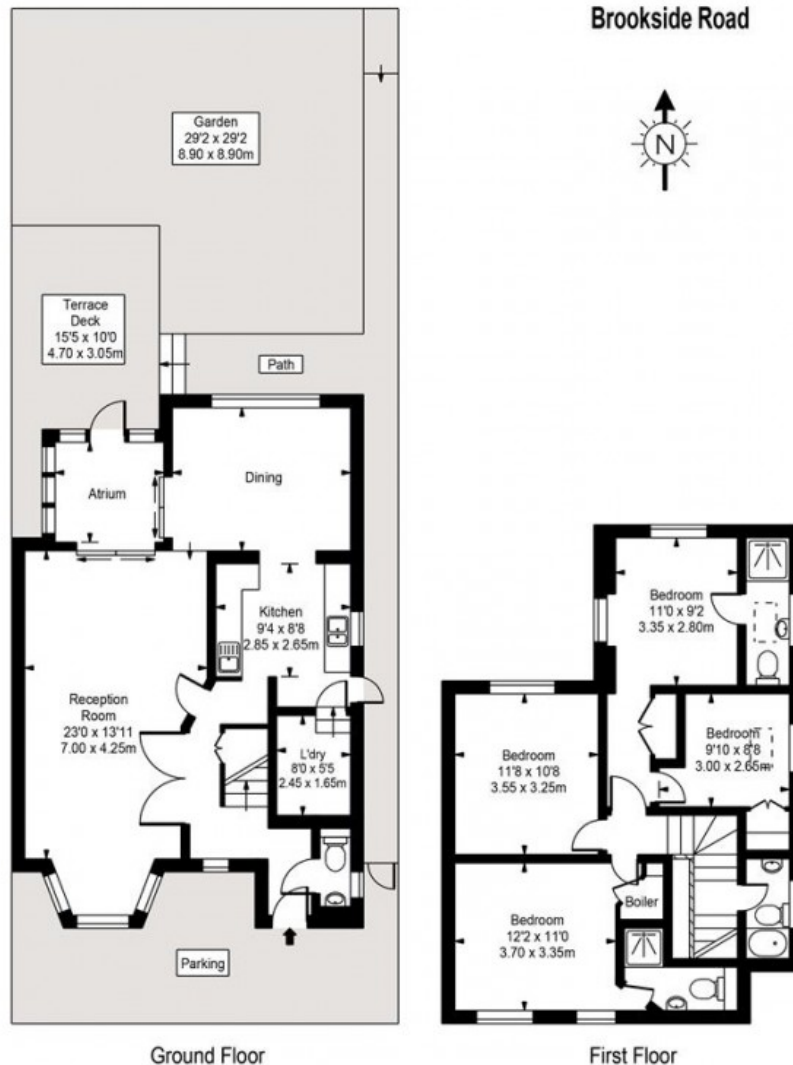 Brookside Road
N
Garden
29'2 x 29'2
8.90 x 8.90m
Terrace
Deck
15'5 x 10'0
4.70 x 3.05m
Path
Atrium
Dining
Kitchen
9'4 x 8'8
2.85 x 2.65m
Reception
Room
23'0 x 13'11
7.00 x 4.25m
L'dry
8'0 x 5'5
2.45 x 1.65m
Parking
Ground Floor
Bedroom
11'0 x 9'2
3.35 x 2.80m
Bedroom
9'10 x 8'8
3.00 x 2.65m
Bedroom
11'8 x 10'8
3.55 x 3.25m
Boiler
Bedroom
12'2 x 11'0
3.70 x 3.35m
First Floor